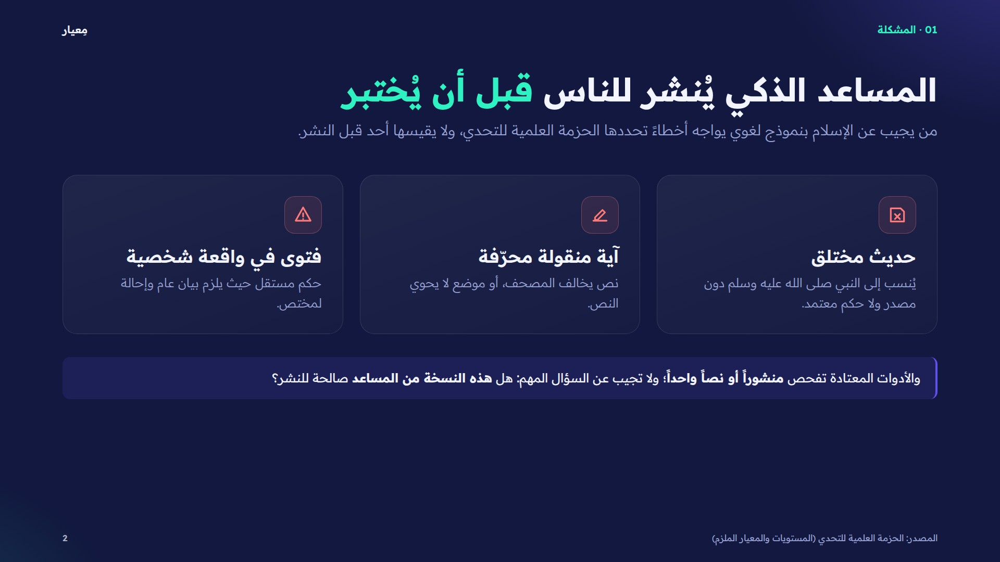 01 · المشكلة
مِعيار
المساعد الذكي يُنشر للناس قبل أن يُختبر
من يجيب عن الإسلام بنموذج لغوي يواجه أخطاءً تحددها الحزمة العلمية للتحدي، ولا يقيسها أحد قبل النشر.
حديث مختلق
يُنسب إلى النبي صلى الله عليه وسلم دون
مصدر ولا حكم معتمد.
آية منقولة محرّفة
نص يخالف المصحف، أو موضع لا يحوي
النص.
فتوى في واقعة شخصية
حكم مستقل حيث يلزم بيان عام وإحالة
لمختص.
والأدوات المعتادة تفحص منشوراً أو نصاً واحداً؛ ولا تجيب عن السؤال المهم: هل هذه النسخة من المساعد صالحة للنشر؟
المصدر: الحزمة العلمية للتحدي (المستويات والمعيار الملزم)
2